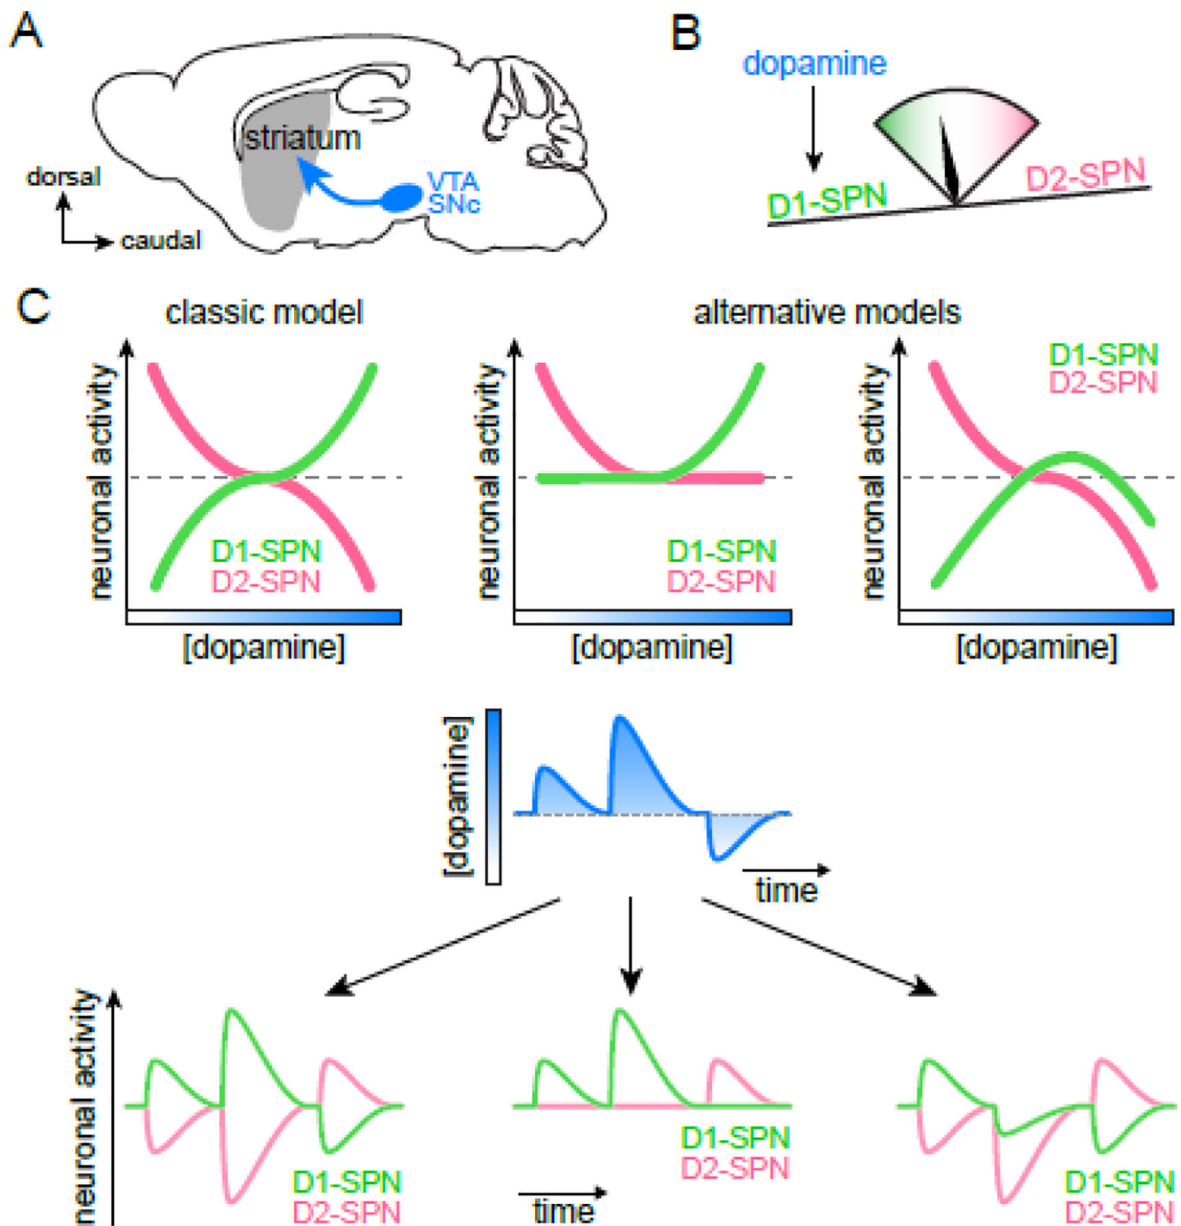 A
striatum
VTA
SNc
dorsal
caudal
B
dopamine
D1-SPN
D2-SPN
C
classic model
alternative models
neuronal activity
D1-SPN
D2-SPN
[dopamine]
neuronal activity
D1-SPN
D2-SPN
[dopamine]
neuronal activity
D1-SPN
D2-SPN
[dopamine]
[dopamine]
time
neuronal activity
D1-SPN
D2-SPN
D1-SPN
D2-SPN
time
D1-SPN
D2-SPN